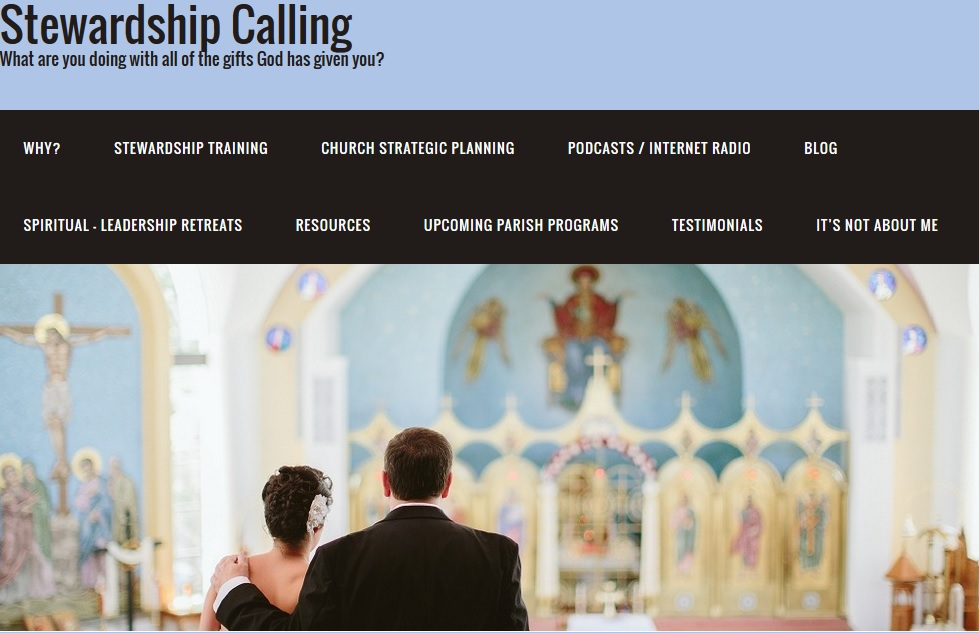 Stewardship Calling
What are you doing with all of the gifts God has given you?
WHY? STEWARDSHIP TRAINING CHURCH STRATEGIC PLANNING PODCASTS / INTERNET RADIO BLOG
SPIRITUAL - LEADERSHIP RETREATS RESOURCES UPCOMING PARISH PROGRAMS TESTIMONIALS IT'S NOT ABOUT ME